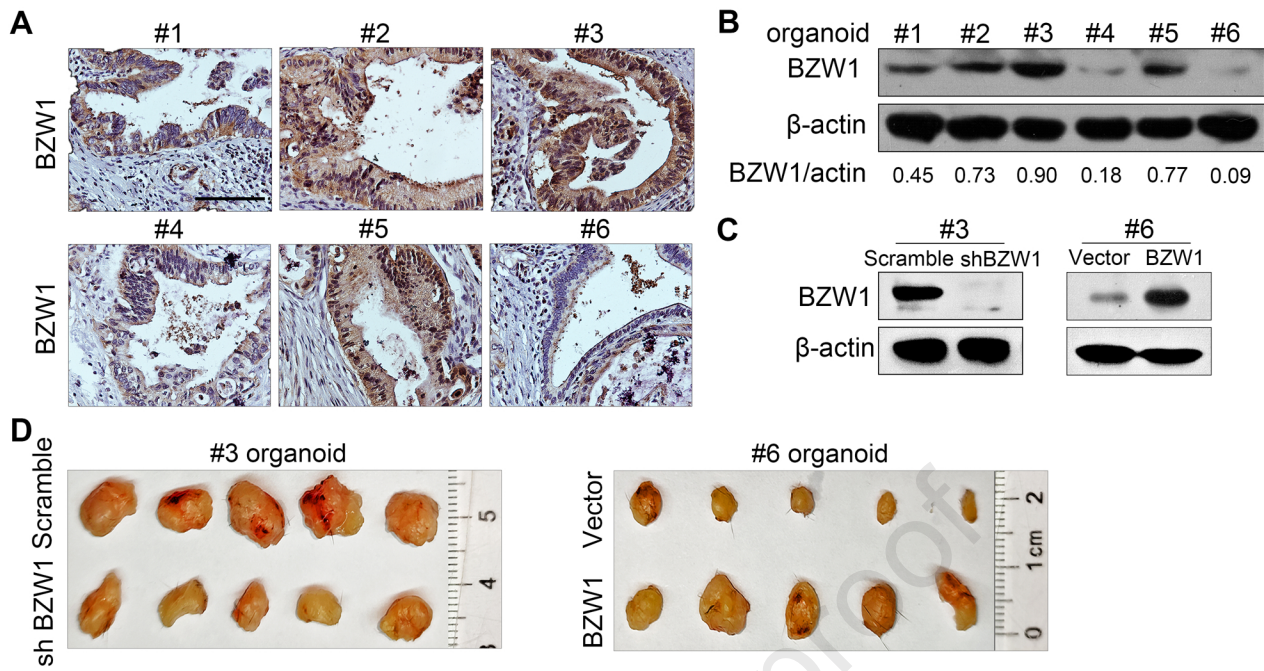 A
#1 #2 #3
BZW1
#4 #5 #6
BZW1
B
organoid #1 #2 #3 #4 #5 #6
BZW1
β-actin
BZW1/actin 0.45 0.73 0.90 0.18 0.77 0.09
C
#3 #6
Scramble shBZW1 Vector BZW1
BZW1
β-actin
D
#3 organoid #6 organoid
Scramble
sh BZW1
5
4
Vector
BZW1
2
1cm
0
proof